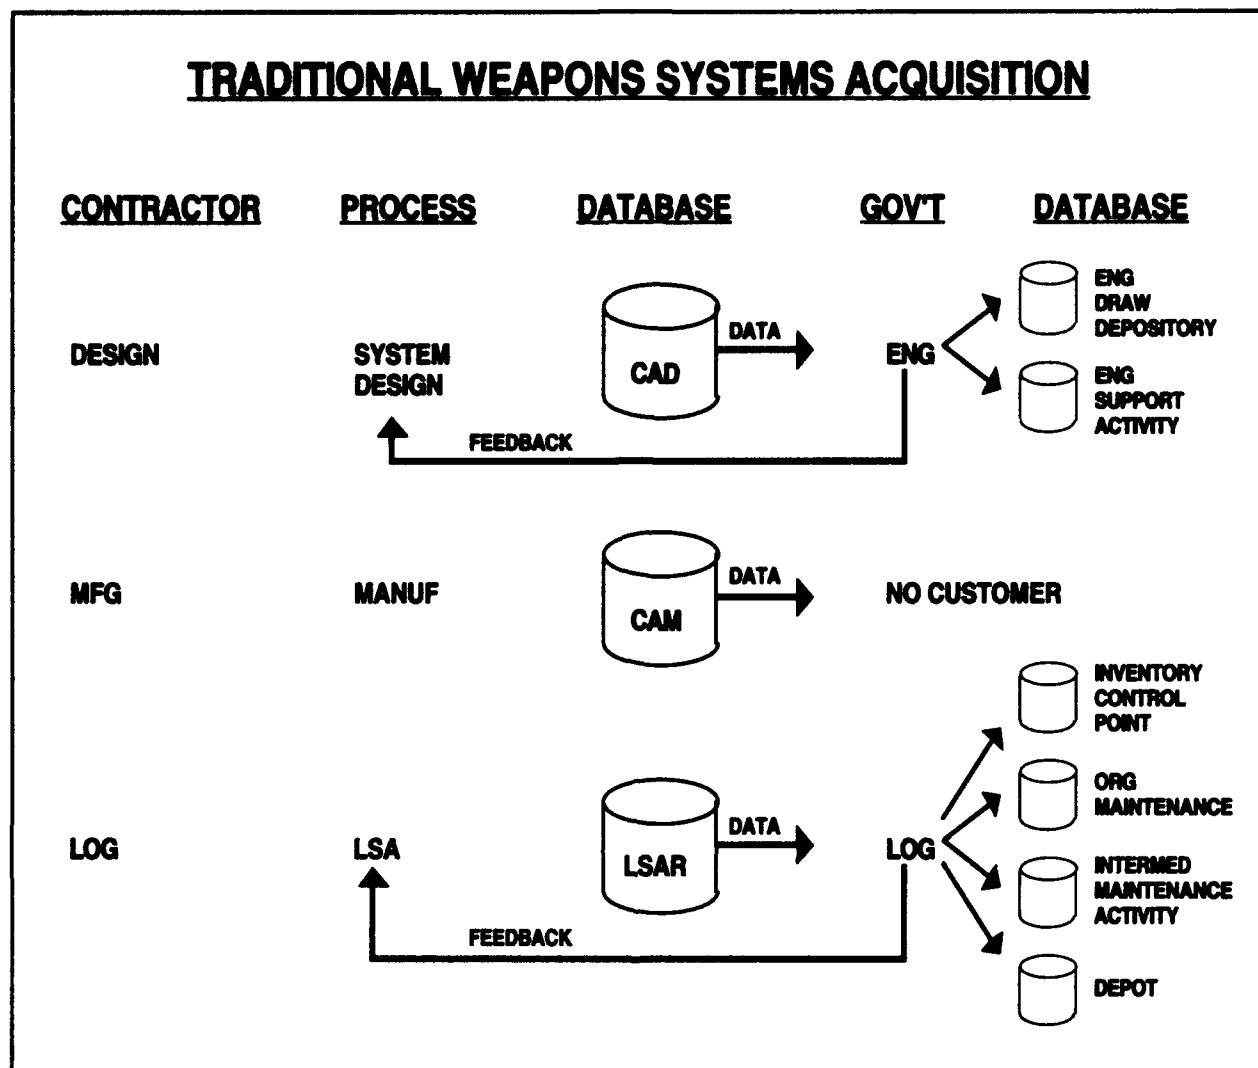 TRADITIONAL WEAPONS SYSTEMS ACQUISITION
CONTRACTOR
PROCESS
DATABASE
GOV'T
DATABASE
DESIGN
SYSTEM
DESIGN
CAD
DATA
ENG
ENG
DRAW
DEPOSITORY
ENG
SUPPORT
ACTIVITY
FEEDBACK
MFG
MANUF
CAM
DATA
NO CUSTOMER
LOG
LSA
LSAR
DATA
LOG
INVENTORY
CONTROL
POINT
ORG
MAINTENANCE
INTERMED
MAINTENANCE
ACTIVITY
DEPOT
FEEDBACK